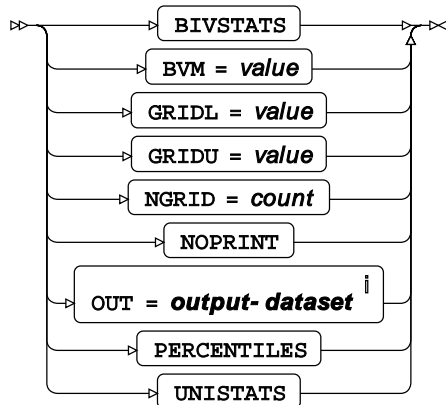 BIVSTATS
BVM = value
GRIDL = value
GRIDU = value
NGRID = count
NOPRINT
OUT = output- dataset i
PERCENTILES
UNISTATS